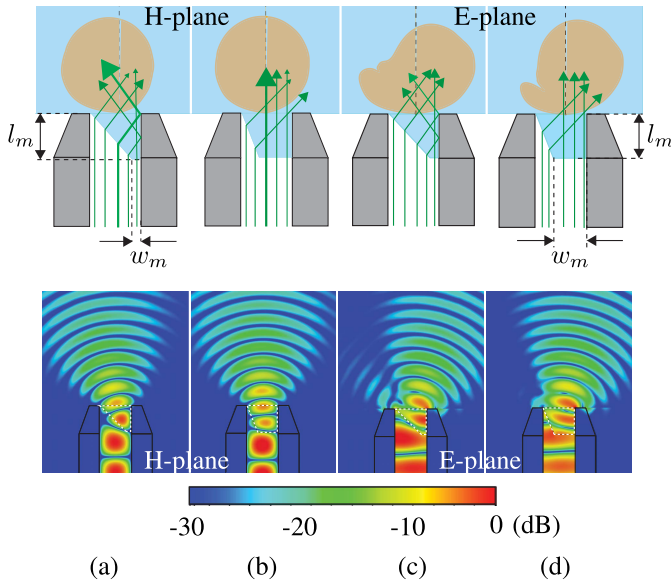 H-plane E-plane
l_m l_m
w_m w_m
H-plane E-plane
-30 -20 -10 0 (dB)
(a) (b) (c) (d)